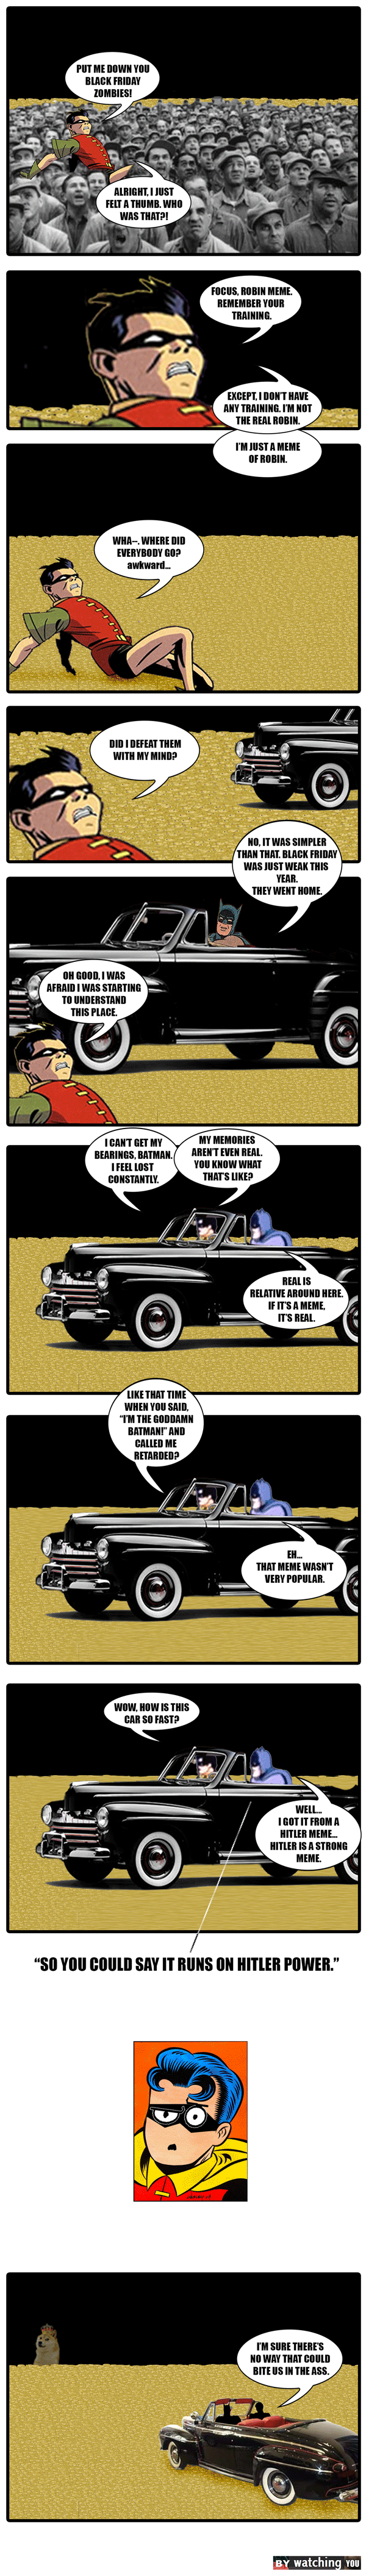 PUT ME DOWN YOU
BLACK FRIDAY
ZOMBIES!
ALRIGHT, I JUST
FELT A THUMB. WHO
WAS THAT?!
FOCUS, ROBIN MEME.
REMEMBER YOUR
TRAINING.
EXCEPT, I DON'T HAVE
ANY TRAINING. I'M NOT
THE REAL ROBIN.
I'M JUST A MEME
OF ROBIN.
WHA--. WHERE DID
EVERYBODY GO?
awkward...
DID I DEFEAT THEM
WITH MY MIND?
NO, IT WAS SIMPLER
THAN THAT. BLACK FRIDAY
WAS JUST WEAK THIS
YEAR.
THEY WENT HOME.
OH GOOD, I WAS
AFRAID I WAS STARTING
TO UNDERSTAND
THIS PLACE.
I CAN'T GET MY
BEARINGS, BATMAN.
I FEEL LOST
CONSTANTLY.
MY MEMORIES
AREN'T EVEN REAL.
YOU KNOW WHAT
THAT'S LIKE?
REAL IS
RELATIVE AROUND HERE.
IF IT'S A MEME,
IT'S REAL.
LIKE THAT TIME
WHEN YOU SAID,
"I'M THE GODDAMN
BATMAN!" AND
CALLED ME
RETARDED?
EH...
THAT MEME WASN'T
VERY POPULAR.
WOW, HOW IS THIS
CAR SO FAST?
WELL...
I GOT IT FROM A
HITLER MEME...
HITLER IS A STRONG
MEME.
"SO YOU COULD SAY IT RUNS ON HITLER POWER."
I'M SURE THERE'S
NO WAY THAT COULD
BITE US IN THE ASS.
BY watching YOU